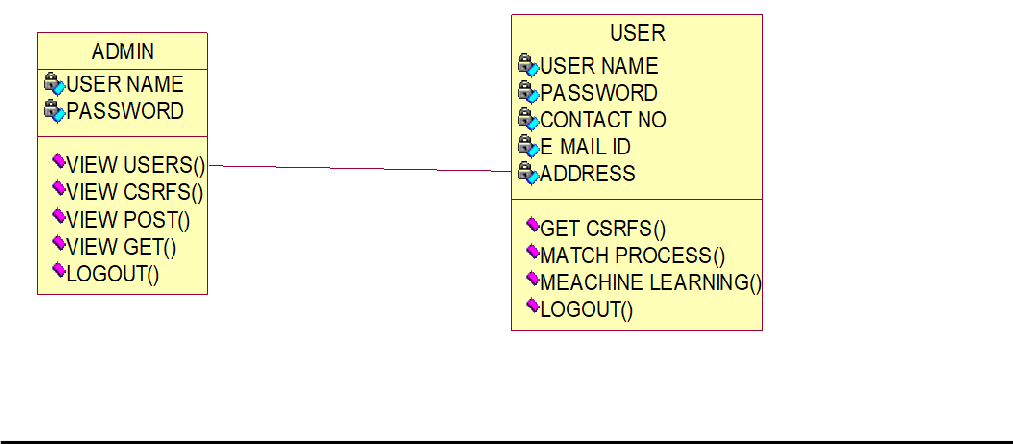 ADMIN
USER NAME
PASSWORD
VIEW USERS()
VIEW CSRFS()
VIEW POST()
VIEW GET()
LOGOUT()
USER
USER NAME
PASSWORD
CONTACT NO
E MAIL ID
ADDRESS
GET CSRFS()
MATCH PROCESS()
MEACHINE LEARNING()
LOGOUT()